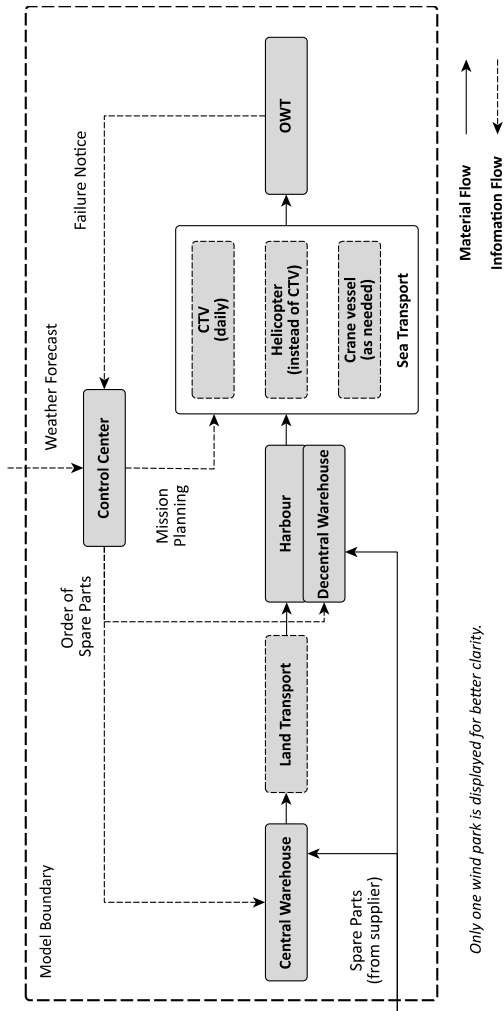 Model Boundary
Weather Forecast
Failure Notice
Order of
Spare Parts
Control Center
Mission
Planning
Central Warehouse
Land Transport
Harbour
Decentral Warehouse
CTV
(daily)
Helicopter
(instead of CTV)
Crane vessel
(as needed)
Sea Transport
OWT
Spare Parts
(from supplier)
Only one wind park is displayed for better clarity.
Material Flow
Infomation Flow